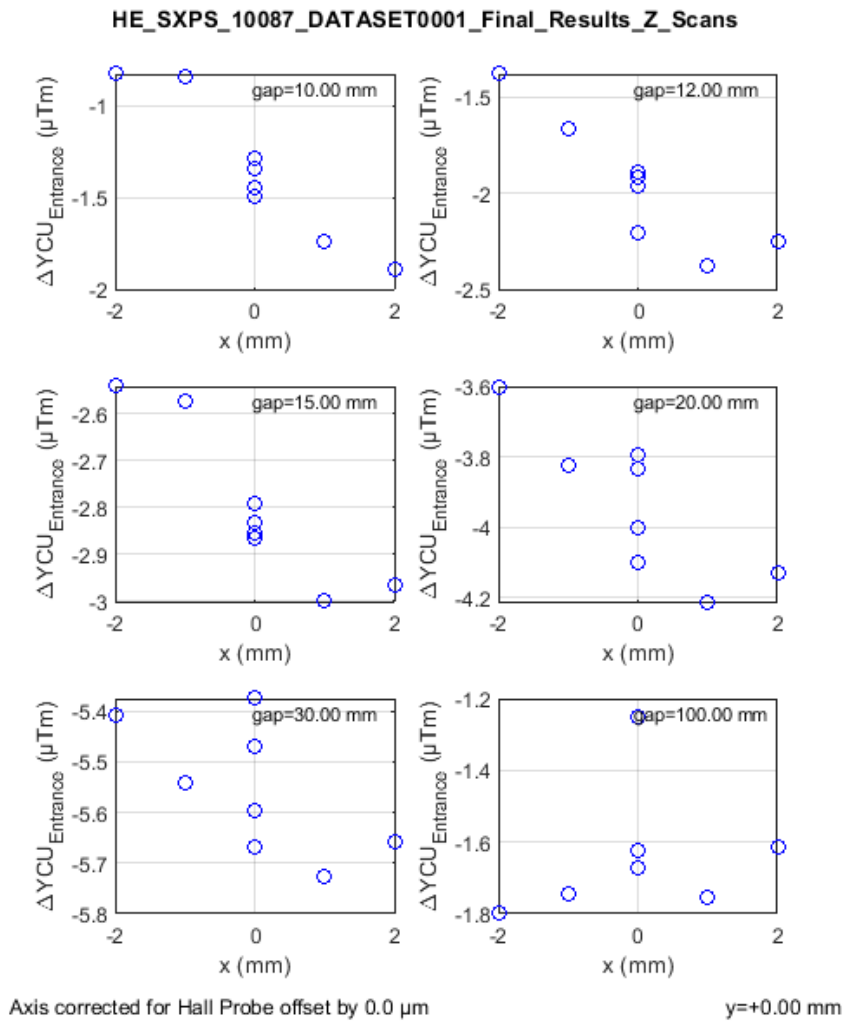 HE_SXPS_10087_DATASET0001_Final_Results_Z_Scans
gap=10.00 mm
-1
-1.5
-2
-2 0 2
x (mm)
ΔYCU_Entrance (µTm)
gap=12.00 mm
-1.5
-2
-2.5
-2 0 2
x (mm)
ΔYCU_Entrance (µTm)
gap=15.00 mm
-2.6
-2.7
-2.8
-2.9
-3
-2 0 2
x (mm)
ΔYCU_Entrance (µTm)
gap=20.00 mm
-3.6
-3.8
-4
-4.2
-2 0 2
x (mm)
ΔYCU_Entrance (µTm)
gap=30.00 mm
-5.4
-5.5
-5.6
-5.7
-5.8
-2 0 2
x (mm)
ΔYCU_Entrance (µTm)
gap=100.00 mm
-1.2
-1.4
-1.6
-1.8
-2 0 2
x (mm)
ΔYCU_Entrance (µTm)
Axis corrected for Hall Probe offset by 0.0 µm
y=+0.00 mm